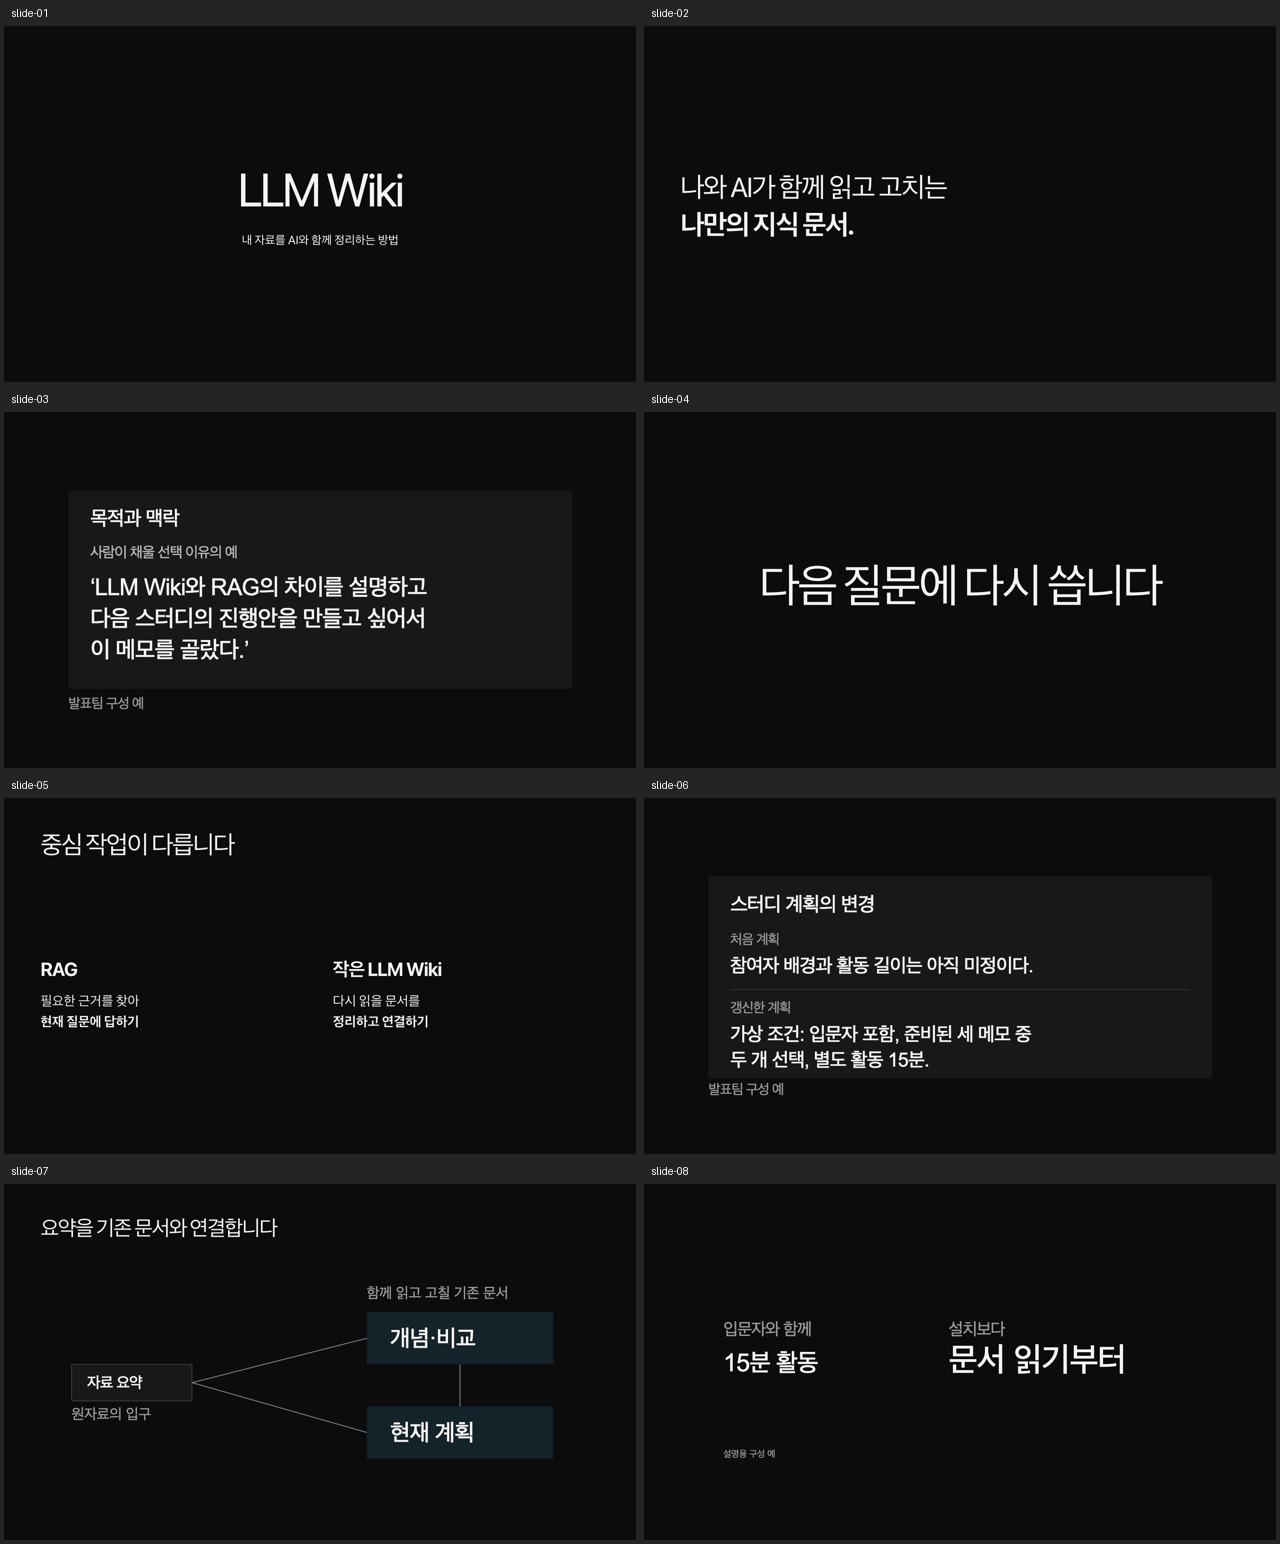 slide-01
LLM Wiki
내 자료를 AI와 함께 정리하는 방법
slide-02
나와 AI가 함께 읽고 고치는
나만의 지식 문서.
slide-03
목적과 맥락
사람이 채울 선택 이유의 예
‘LLM Wiki와 RAG의 차이를 설명하고
다음 스터디의 진행안을 만들고 싶어서
이 메모를 골랐다.’
발표팀 구성 예
slide-04
다음 질문에 다시 씁니다
slide-05
중심 작업이 다릅니다
RAG
필요한 근거를 찾아
현재 질문에 답하기
작은 LLM Wiki
다시 읽을 문서를
정리하고 연결하기
slide-06
스터디 계획의 변경
처음 계획
참여자 배경과 활동 길이는 아직 미정이다.
갱신한 계획
가상 조건: 입문자 포함, 준비된 세 메모 중
두 개 선택, 별도 활동 15분.
발표팀 구성 예
slide-07
요약을 기존 문서와 연결합니다
함께 읽고 고칠 기존 문서
개념·비교
자료 요약
원자료의 입구
현재 계획
slide-08
입문자와 함께
15분 활동
설치보다
문서 읽기부터
설명용 구성 예